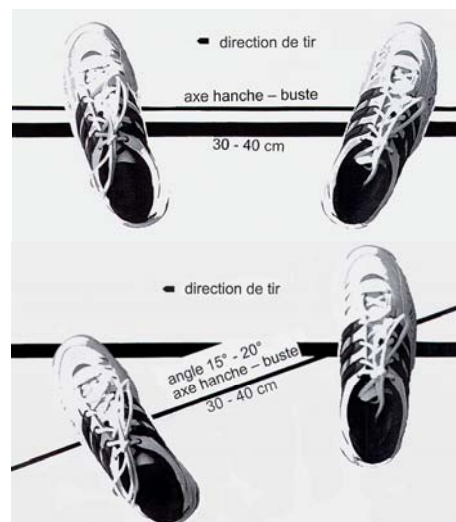 direction de tir
axe hanche – buste
30 - 40 cm
direction de tir
angle 15° - 20°
axe hanche – buste
30 - 40 cm